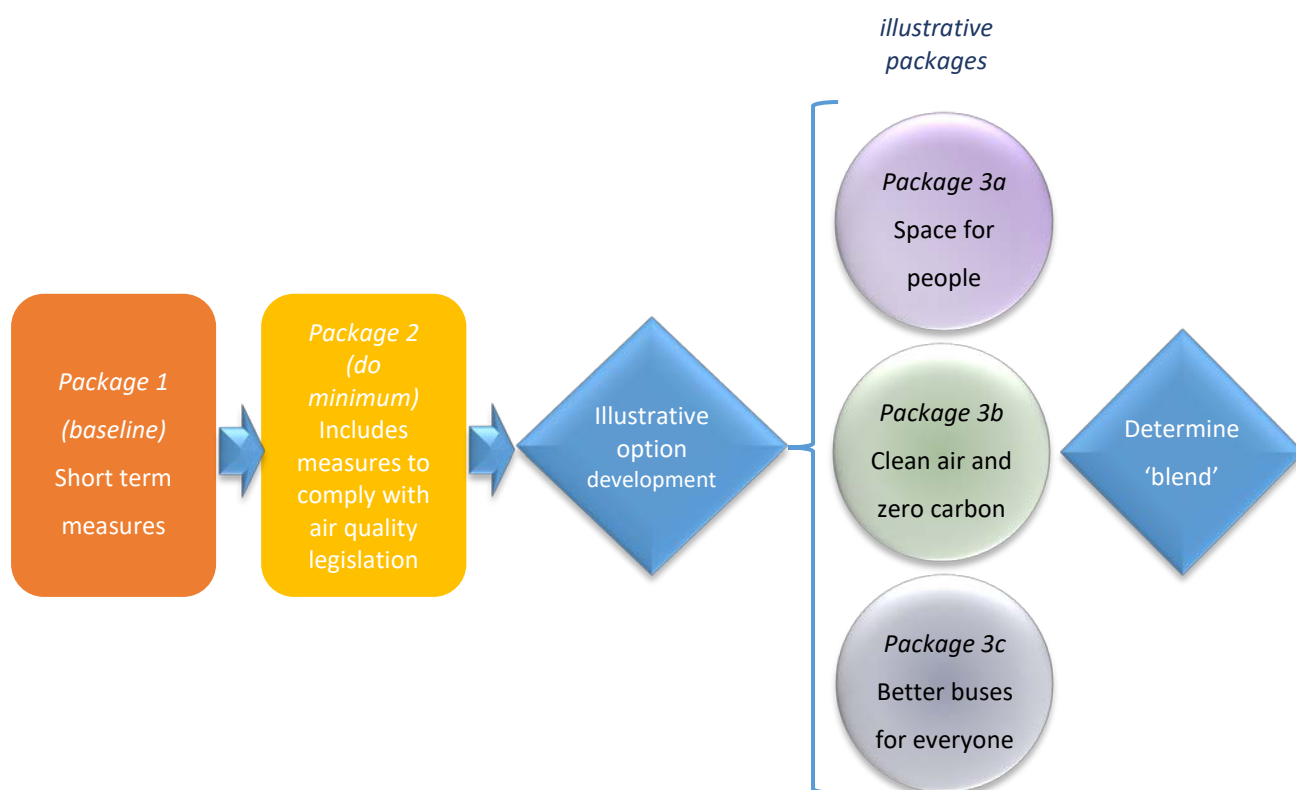 illustrative
packages
Package 1
(baseline)
Short term
measures
Package 2
(do
minimum)
Includes
measures to
comply with
air quality
legislation
Illustrative
option
development
Package 3a
Space for
people
Package 3b
Clean air and
zero carbon
Package 3c
Better buses
for everyone
Determine
‘blend’